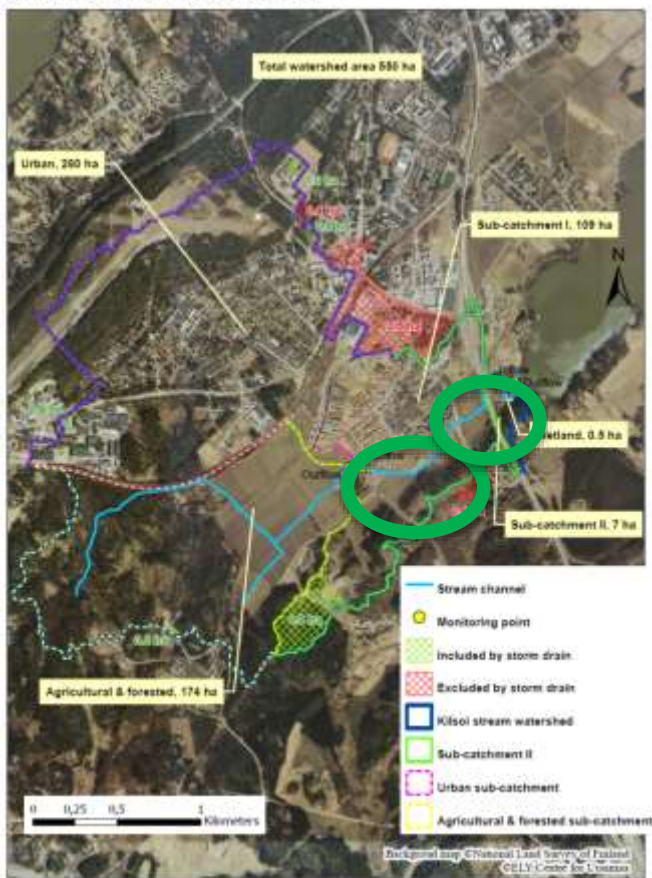 Total watershed area 550 ha
Urban, 260 ha
Sub-catchment I, 109 ha
N
etland, 0.5 ha
Sub-catchment II, 7 ha
Agricultural & forested, 174 ha
Stream channel
Monitoring point
Included by storm drain
Excluded by storm drain
Kilsoi stream watershed
Sub-catchment II
Urban sub-catchment
Agricultural & forested sub-catchment
0 0,25 0,5 1
Kilometers
Background map ©National Land Survey of Finland
©ELY Center for Uusimaa